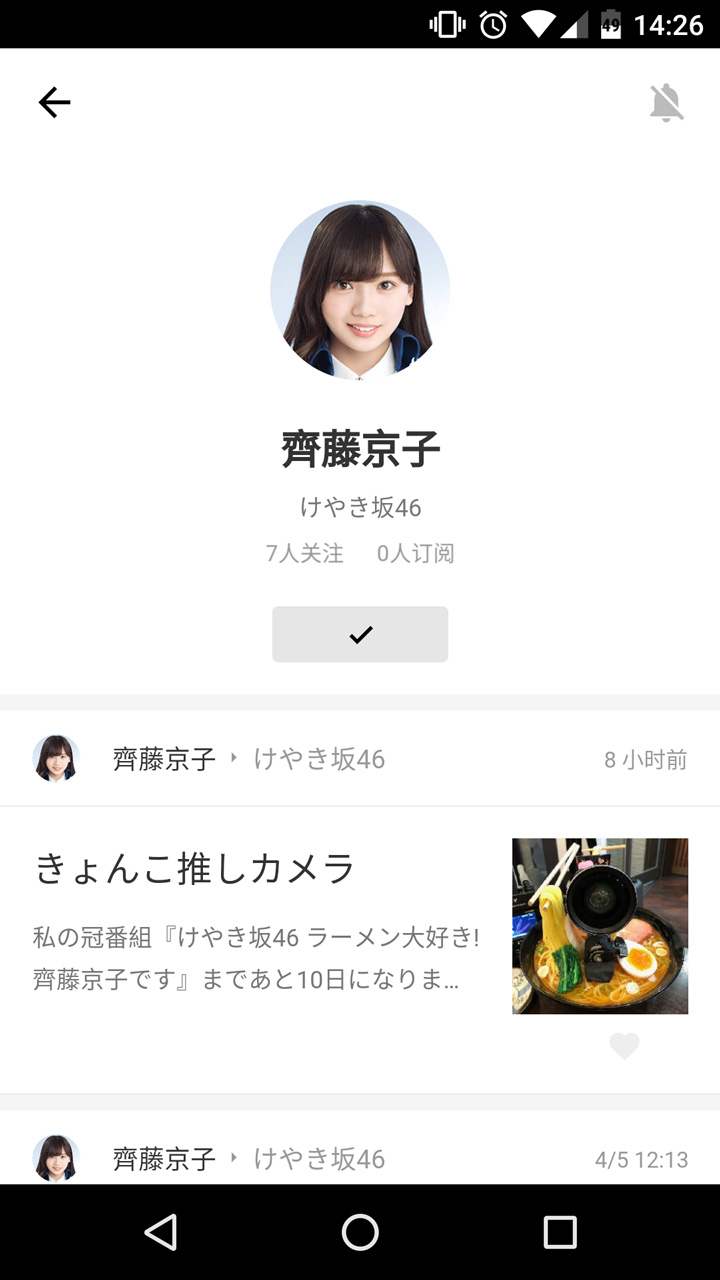 49 14:26
齊藤京子
けやき坂46
7人关注 0人订阅
齊藤京子 けやき坂46 8 小时前
きょんこ推しカメラ
私の冠番組『けやき坂46 ラーメン大好き!
齊藤京子です』まであと10日になりま…
齊藤京子 けやき坂46 4/5 12:13